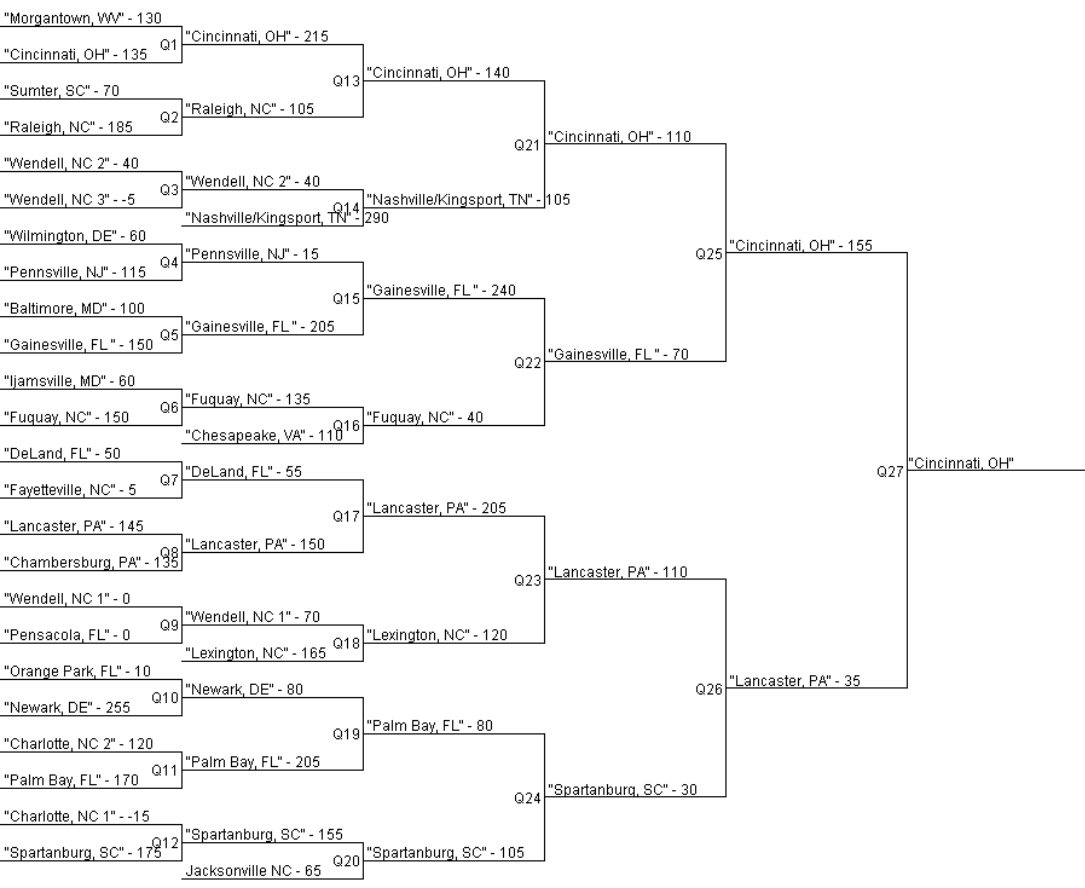 "Morgantown, WV" - 130
Q1
"Cincinnati, OH" - 135
"Cincinnati, OH" - 215
Q13
"Sumter, SC" - 70
Q2
"Raleigh, NC" - 185
"Raleigh, NC" - 105
"Cincinnati, OH" - 140
Q21
"Wendell, NC 2" - 40
Q3
"Wendell, NC 3" - -5
"Wendell, NC 2" - 40
Q14
"Nashville/Kingsport, TN" - 290
"Nashville/Kingsport, TN" - 105
"Cincinnati, OH" - 110
Q25
"Wilmington, DE" - 60
Q4
"Pennsville, NJ" - 115
"Pennsville, NJ" - 15
Q15
"Baltimore, MD" - 100
Q5
"Gainesville, FL " - 150
"Gainesville, FL " - 205
"Gainesville, FL " - 240
Q22
"Ijamsville, MD" - 60
Q6
"Fuquay, NC" - 150
"Fuquay, NC" - 135
Q16
"Chesapeake, VA" - 110
"Fuquay, NC" - 40
"Gainesville, FL " - 70
"Cincinnati, OH" - 155
Q27
"Cincinnati, OH"
"DeLand, FL" - 50
Q7
"Fayetteville, NC" - 5
"DeLand, FL" - 55
Q17
"Lancaster, PA" - 145
Q8
"Chambersburg, PA" - 135
"Lancaster, PA" - 150
"Lancaster, PA" - 205
Q23
"Wendell, NC 1" - 0
Q9
"Pensacola, FL" - 0
"Wendell, NC 1" - 70
Q18
"Lexington, NC" - 165
"Lexington, NC" - 120
"Lancaster, PA" - 110
Q26
"Orange Park, FL" - 10
Q10
"Newark, DE" - 255
"Newark, DE" - 80
Q19
"Charlotte, NC 2" - 120
Q11
"Palm Bay, FL" - 170
"Palm Bay, FL" - 205
"Palm Bay, FL" - 80
Q24
"Charlotte, NC 1" - -15
Q12
"Spartanburg, SC" - 175
"Spartanburg, SC" - 155
Q20
Jacksonville NC - 65
"Spartanburg, SC" - 105
"Spartanburg, SC" - 30
"Lancaster, PA" - 35